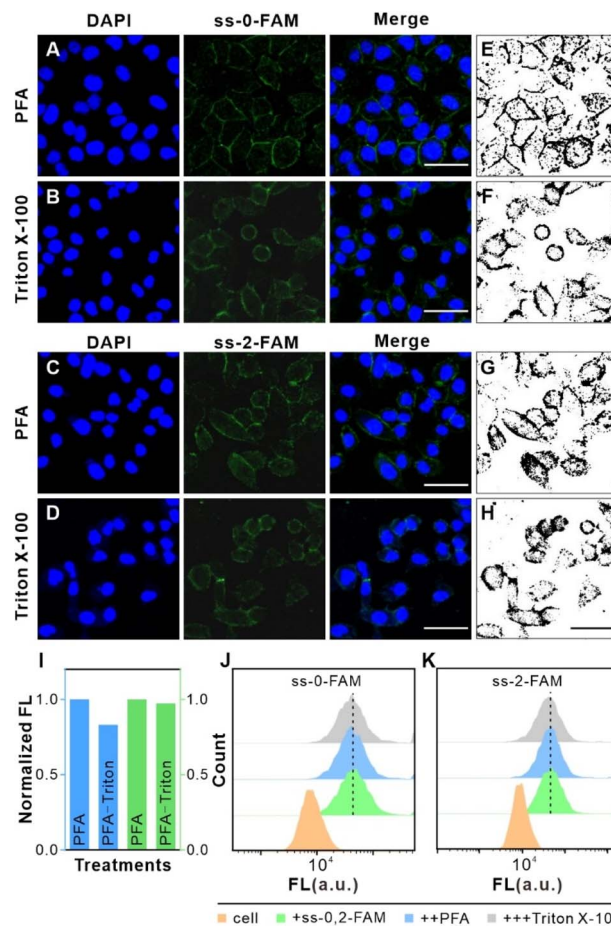 DAPI ss-0-FAM Merge
PFA A E
Triton X-100 B F
DAPI ss-2-FAM Merge
PFA C G
Triton X-100 D H
I J K
ss-0-FAM ss-2-FAM
Normalized FL
1.0 1.0
0.5 0.5
0.0 0.0
PFA PFA-Triton PFA PFA-Triton
Treatments
Count
10⁴ 10⁴
FL(a.u.) FL(a.u.)
cell +ss-0,2-FAM ++PFA +++Triton X-10